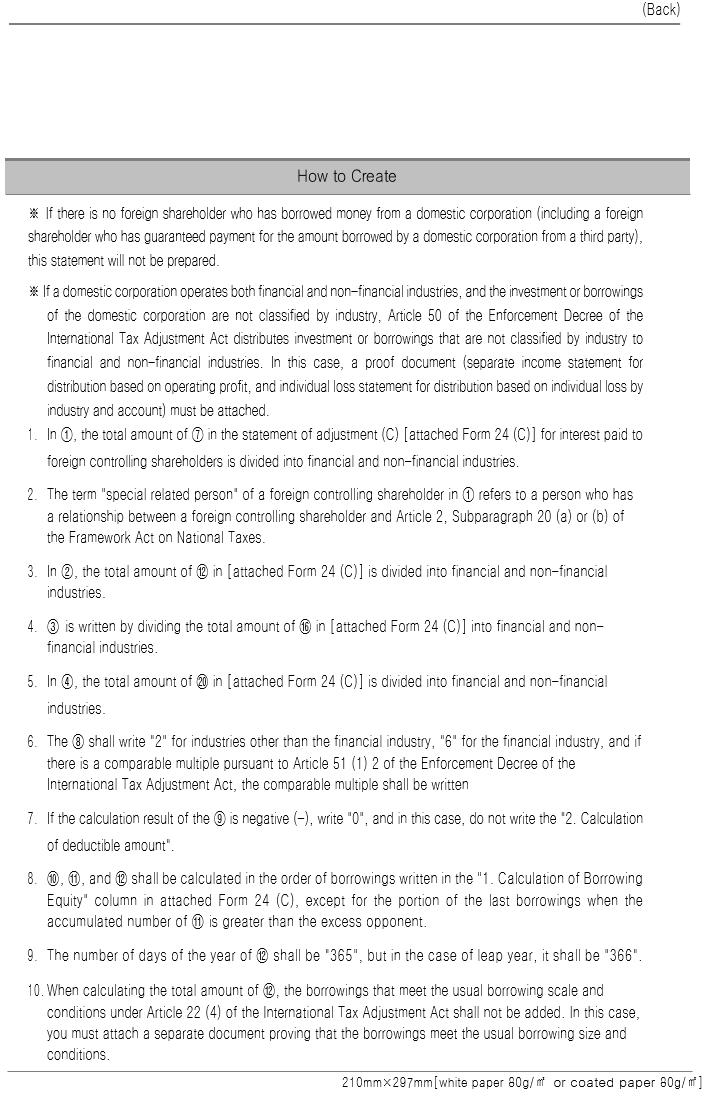 (Back)
How to Create
※ If there is no foreign shareholder who has borrowed money from a domestic corporation (including a foreign
shareholder who has guaranteed payment for the amount borrowed by a domestic corporation from a third party),
this statement will not be prepared.
※ If a domestic corporation operates both financial and non-financial industries, and the investment or borrowings
of the domestic corporation are not classified by industry, Article 50 of the Enforcement Decree of the
International Tax Adjustment Act distributes investment or borrowings that are not classified by industry to
financial and non-financial industries. In this case, a proof document (separate income statement for
distribution based on operating profit, and individual loss statement for distribution based on individual loss by
industry and account) must be attached.
1. In ①, the total amount of ⑦ in the statement of adjustment (C) [attached Form 24 (C)] for interest paid to
foreign controlling shareholders is divided into financial and non-financial industries.
2. The term "special related person" of a foreign controlling shareholder in ① refers to a person who has
a relationship between a foreign controlling shareholder and Article 2, Subparagraph 20 (a) or (b) of
the Framework Act on National Taxes.
3. In ②, the total amount of ⑫ in [attached Form 24 (C)] is divided into financial and non-financial
industries.
4. ③ is written by dividing the total amount of ⑯ in [attached Form 24 (C)] into financial and non-
financial industries.
5. In ④, the total amount of ⑳ in [attached Form 24 (C)] is divided into financial and non-financial
industries.
6. The ⑧ shall write "2" for industries other than the financial industry, "6" for the financial industry, and if
there is a comparable multiple pursuant to Article 51 (1) 2 of the Enforcement Decree of the
International Tax Adjustment Act, the comparable multiple shall be written
7. If the calculation result of the ⑨ is negative (-), write "0", and in this case, do not write the "2. Calculation
of deductible amount".
8. ⑩, ⑪, and ⑫ shall be calculated in the order of borrowings written in the "1. Calculation of Borrowing
Equity" column in attached Form 24 (C), except for the portion of the last borrowings when the
accumulated number of ⑪ is greater than the excess opponent.
9. The number of days of the year of ⑫ shall be "365", but in the case of leap year, it shall be "366".
10. When calculating the total amount of ⑫, the borrowings that meet the usual borrowing scale and
conditions under Article 22 (4) of the International Tax Adjustment Act shall not be added. In this case,
you must attach a separate document proving that the borrowings meet the usual borrowing size and
conditions.
210mm×297mm[white paper 80g/㎡ or coated paper 80g/㎡]